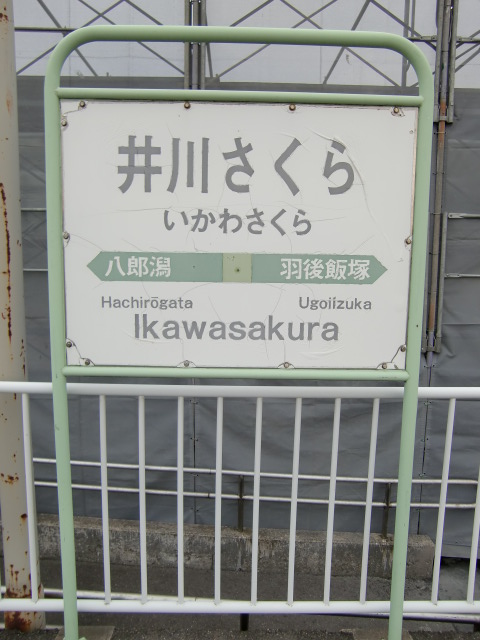 井川さくら
いかわさくら
八郎潟 羽後飯塚
Hachirōgata Ugoiizuka
Ikawasakura